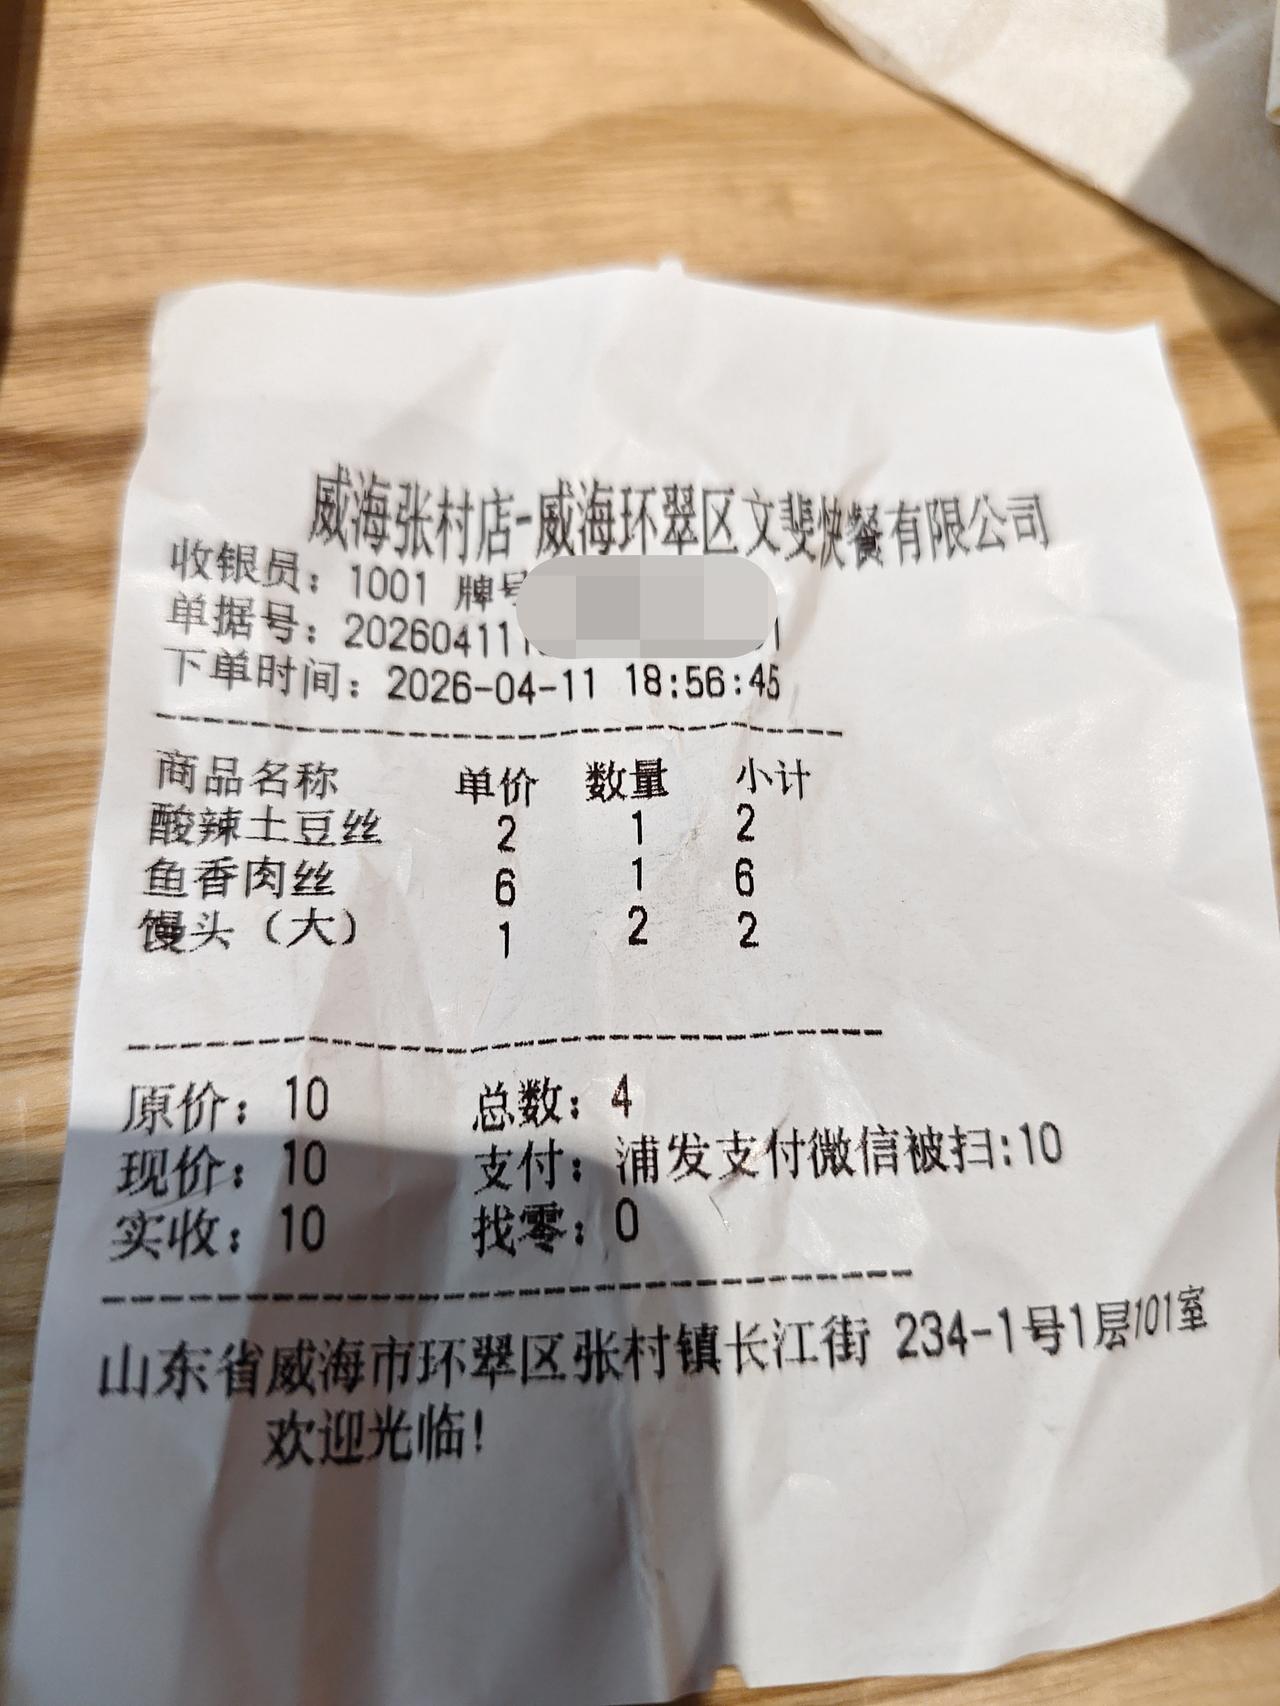 威海张村店-威海环翠区文斐快餐有限公司
收银员：1001 牌号
单据号：202604111 1
下单时间：2026-04-11 18:56:45
商品名称 单价 数量 小计
酸辣土豆丝 2 1 2
鱼香肉丝 6 1 6
馒头（大） 1 2 2
原价：10 总数：4
现价：10 支付：浦发支付微信被扫:10
实收：10 找零：0
山东省威海市环翠区张村镇长江街 234-1号1层101室
欢迎光临！